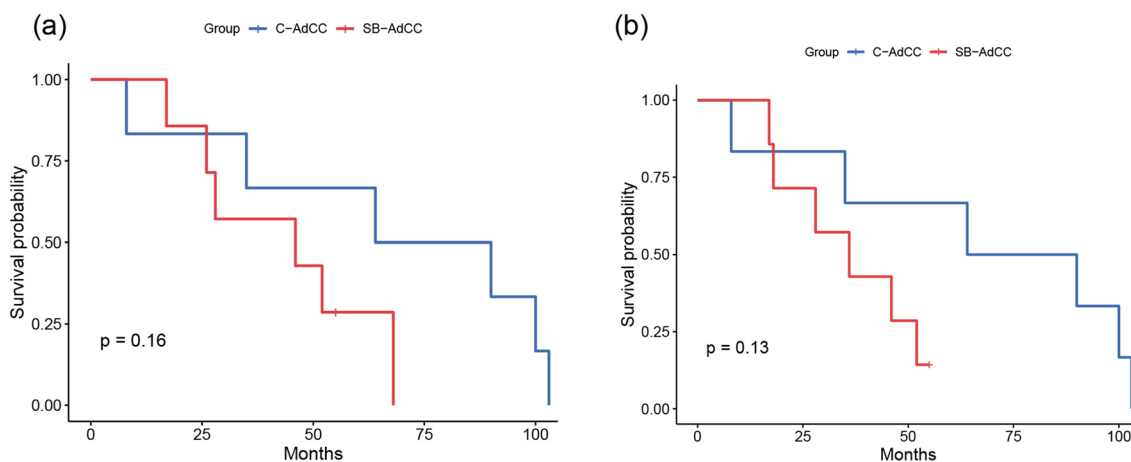 (a)
Group C−AdCC SB−AdCC
1.00
0.75
0.50
0.25
0.00
Survival probability
p = 0.16
0 25 50 75 100
Months
(b)
Group C−AdCC SB−AdCC
1.00
0.75
0.50
0.25
0.00
Survival probability
p = 0.13
0 25 50 75 100
Months